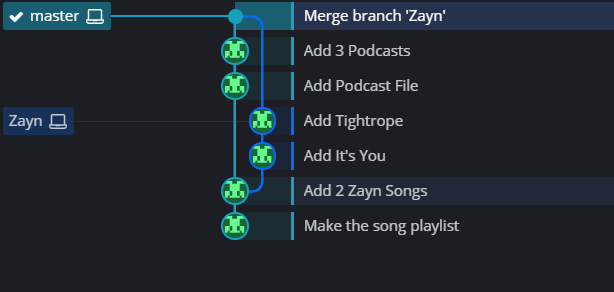 master Merge branch 'Zayn'
Add 3 Podcasts
Add Podcast File
Zayn Add Tightrope
Add It's You
Add 2 Zayn Songs
Make the song playlist